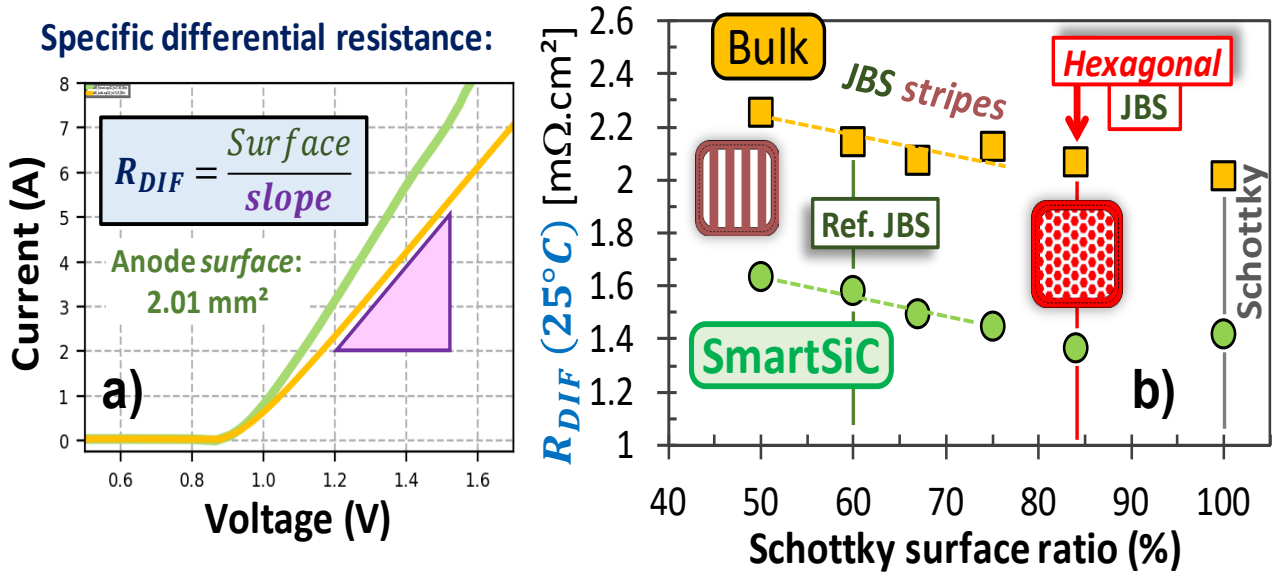 Specific differential resistance:
8
7
6
5
4
3
2
1
0
Current (A)
R_DIF = Surface / slope
Anode surface:
2.01 mm²
a)
0.6 0.8 1.0 1.2 1.4 1.6
Voltage (V)
R_DIF (25°C) [mΩ.cm²]
2.6
2.4
2.2
2
1.8
1.6
1.4
1.2
1
Bulk
JBS stripes
Hexagonal
JBS
Ref. JBS
Schottky
SmartSiC
b)
40 50 60 70 80 90 100
Schottky surface ratio (%)